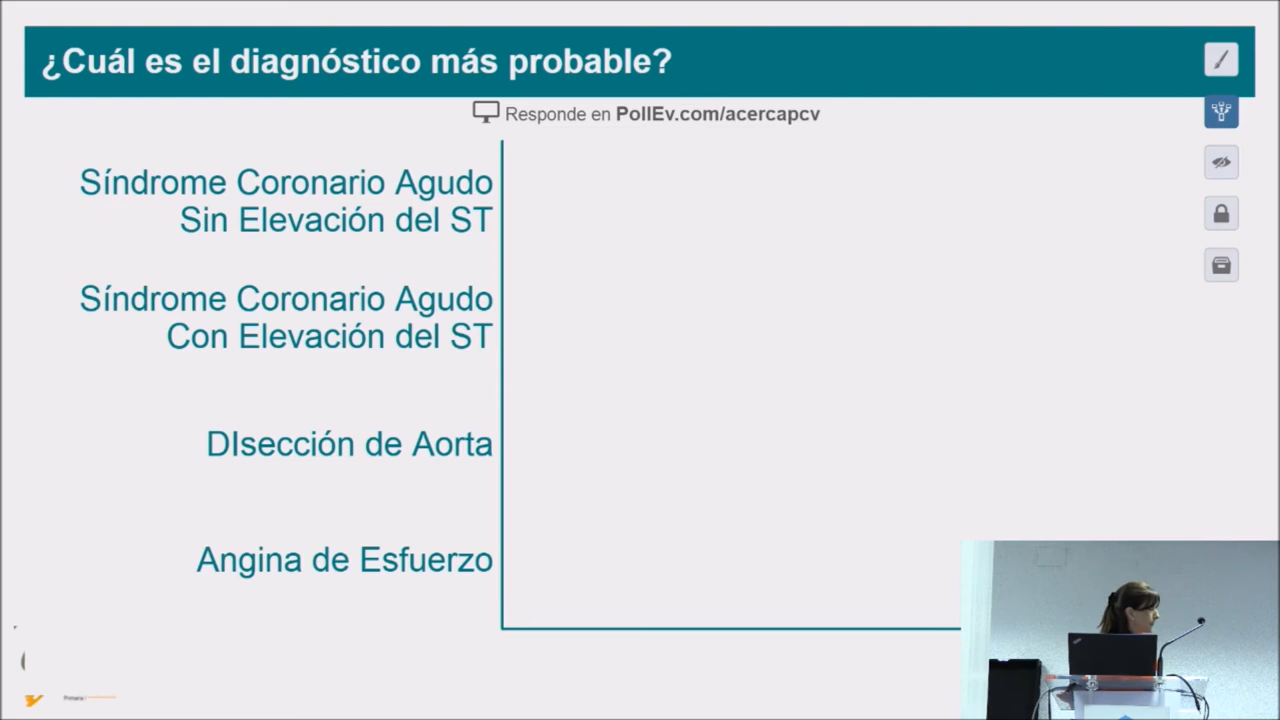 ¿Cuál es el diagnóstico más probable?
Responde en PollEv.com/acercapcv
Síndrome Coronario Agudo
Sin Elevación del ST
Síndrome Coronario Agudo
Con Elevación del ST
DIsección de Aorta
Angina de Esfuerzo
Primaria